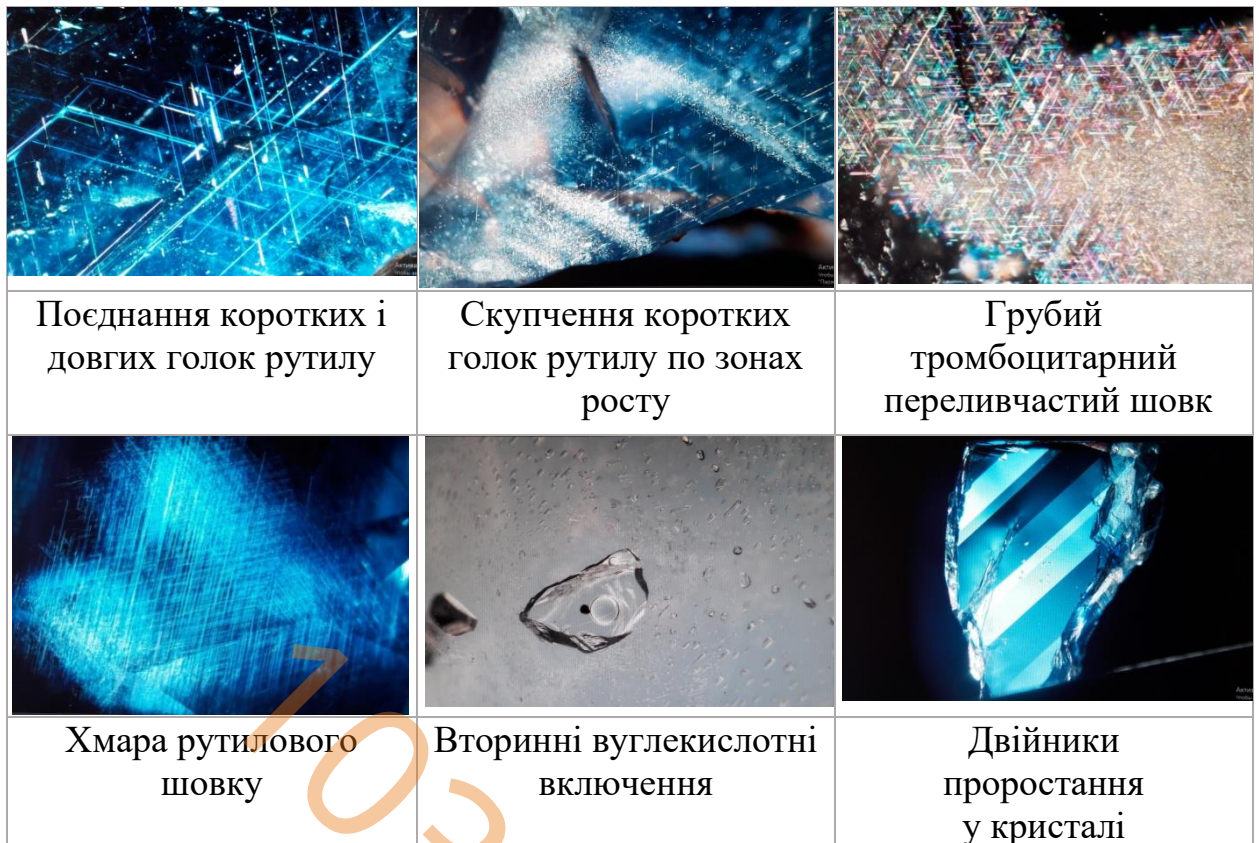 Поєднання коротких і
довгих голок рутилу
Скупчення коротких
голок рутилу по зонах
росту
Грубий
тромбоцитарний
переливчастий шовк
Хмара рутилового
шовку
Вторинні вуглекислотні
включення
Двійники
проростання
у кристалі